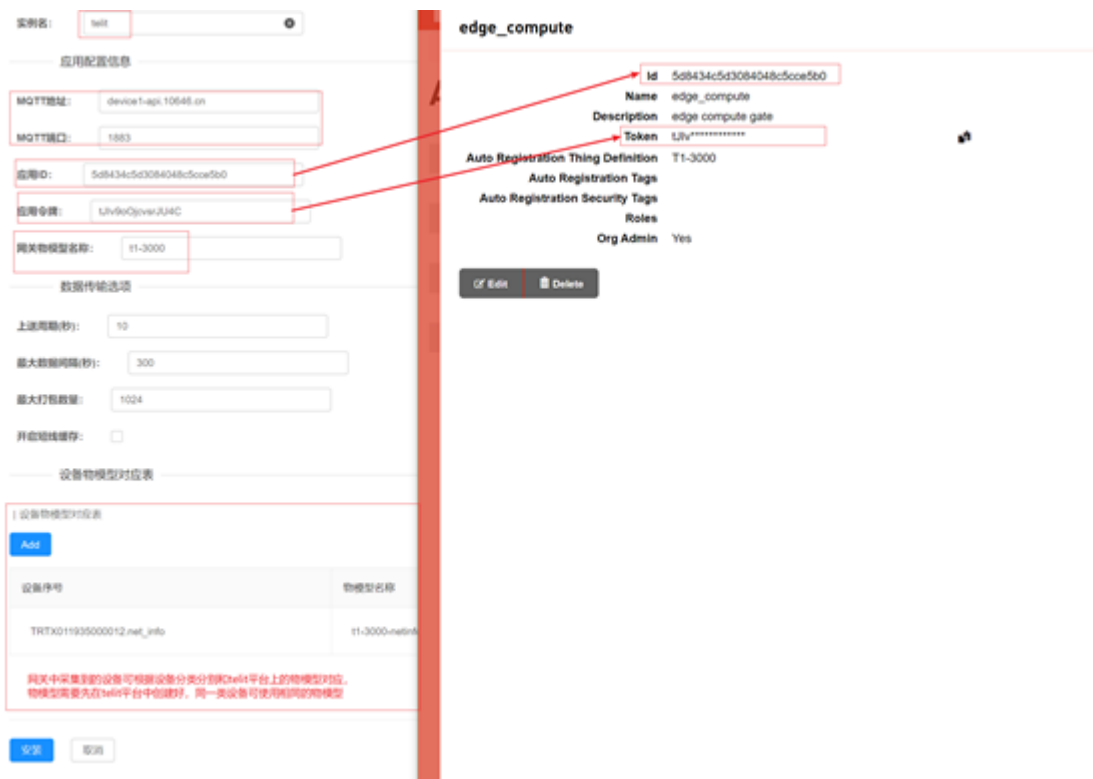 实例名: telit
应用配置信息
MQTT地址: device1-api.10646.cn
MQTT端口: 1883
应用ID: 5d8434c5d3084048c5cce5b0
应用令牌: tJIv9oOjcvsrJU4C
网关物模型名称: t1-3000
数据传输选项
上送周期(秒): 10
最大数据间隔(秒): 300
最大打包数量: 1024
开启短线缓存:
设备物模型对应表
| 设备物模型对应表
Add
设备序号 物模型名称
TRTX011935000012.net_info t1-3000-netinfo
网关中采集到的设备可根据设备分类分别和telit平台上的物模型对应,
物模型需要先在telit平台中创建好，同一类设备可使用相同的物模型
安装 取消
edge_compute
Id 5d8434c5d3084048c5cce5b0
Name edge_compute
Description edge compute gate
Token tJIv************
Auto Registration Thing Definition T1-3000
Auto Registration Tags
Auto Registration Security Tags
Roles
Org Admin Yes
Edit Delete